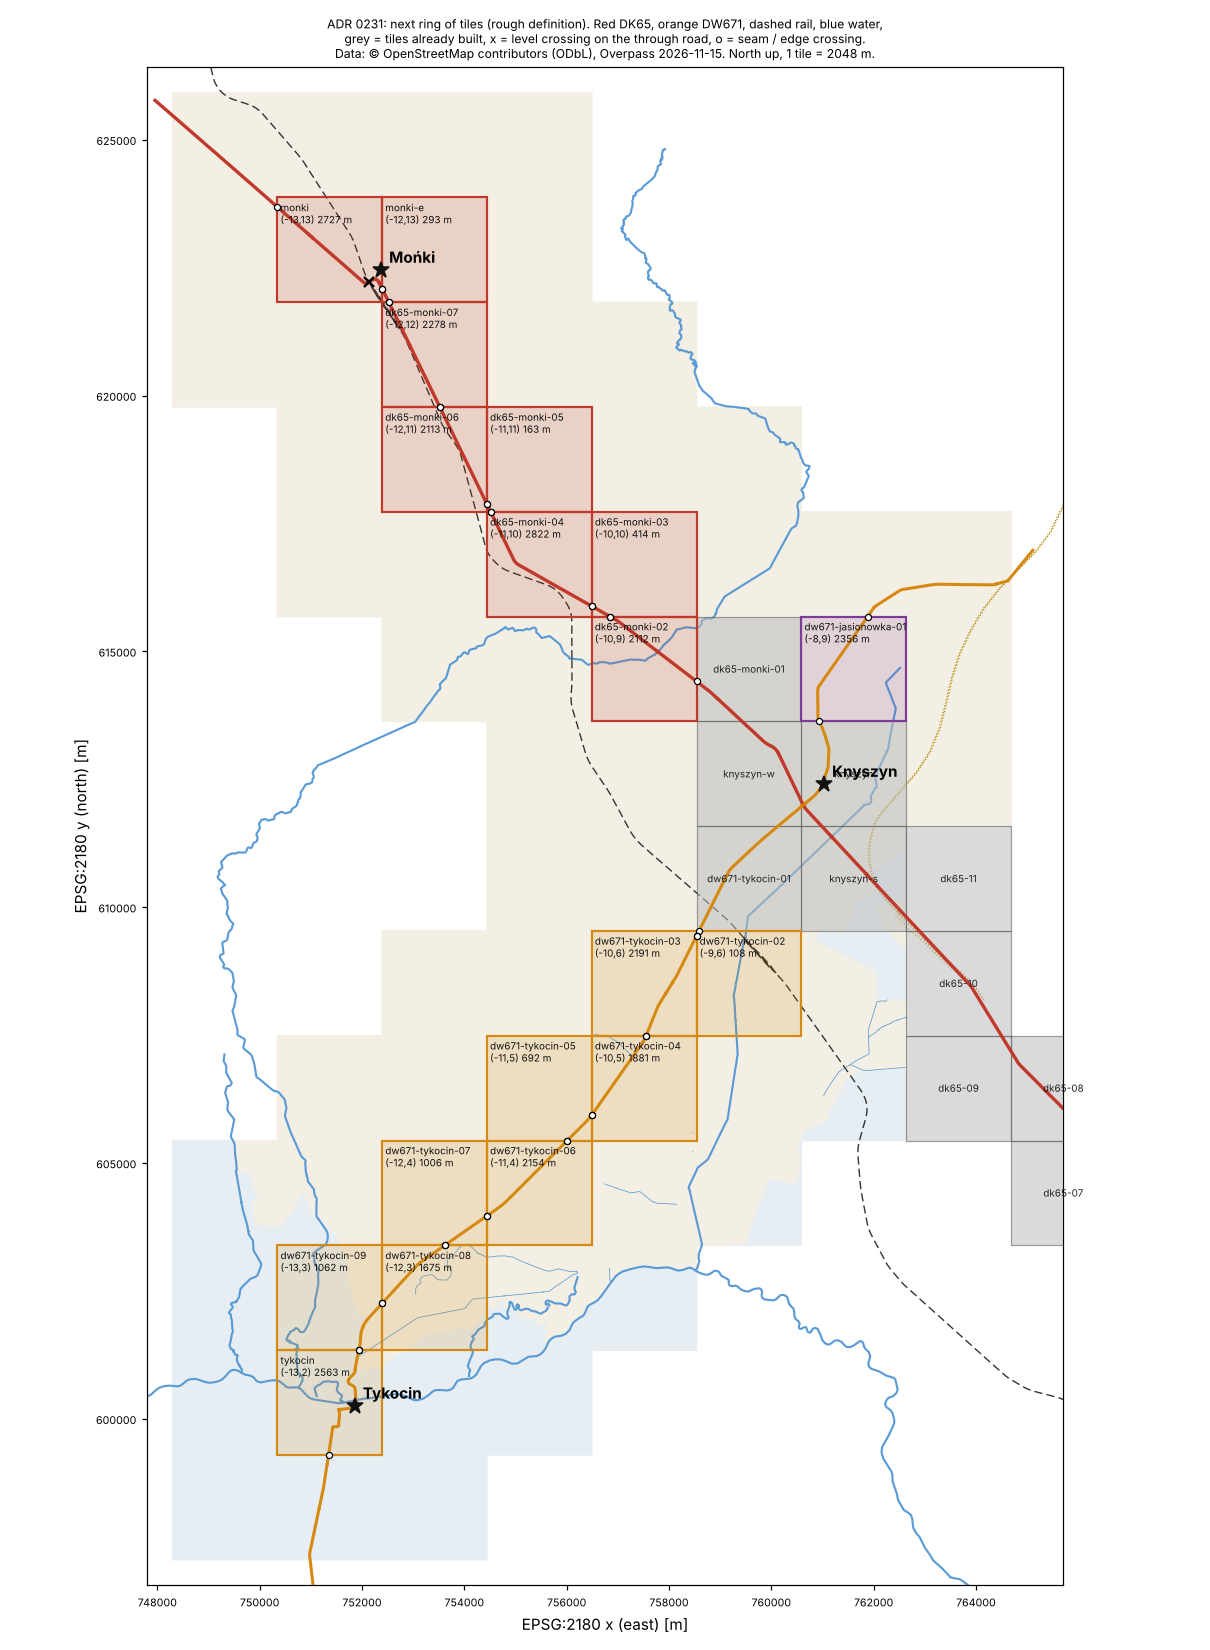 ADR 0231: next ring of tiles (rough definition). Red DK65, orange DW671, dashed rail, blue water,
grey = tiles already built, x = level crossing on the through road, o = seam / edge crossing.
Data: © OpenStreetMap contributors (ODbL), Overpass 2026-11-15. North up, 1 tile = 2048 m.
625000
monki
(-13,13) 2727 m
monki-e
(-12,13) 293 m
Mońki
dk65-monki-07
(-12,12) 2278 m
620000
dk65-monki-06
(-12,11) 2113 m
dk65-monki-05
(-11,11) 163 m
dk65-monki-04
(-11,10) 2822 m
dk65-monki-03
(-10,10) 414 m
615000
dk65-monki-02
(-10,9) 2112 m
dw671-jasionowka-01
(-8,9) 2356 m
dk65-monki-01
knyszyn-w
Knyszyn
dw671-tykocin-01
knyszyn-s
dk65-11
610000
dw671-tykocin-03
(-10,6) 2191 m
dw671-tykocin-02
(-9,6) 108 m
dk65-10
dw671-tykocin-05
(-11,5) 692 m
dw671-tykocin-04
(-10,5) 1881 m
dk65-09
dk65-08
605000
dw671-tykocin-07
(-12,4) 1006 m
dw671-tykocin-06
(-11,4) 2154 m
dk65-07
dw671-tykocin-09
(-13,3) 1062 m
dw671-tykocin-08
(-12,3) 1675 m
tykocin
(-13,2) 2563 m
Tykocin
600000
748000 750000 752000 754000 756000 758000 760000 762000 764000
EPSG:2180 x (east) [m]
EPSG:2180 y (north) [m]